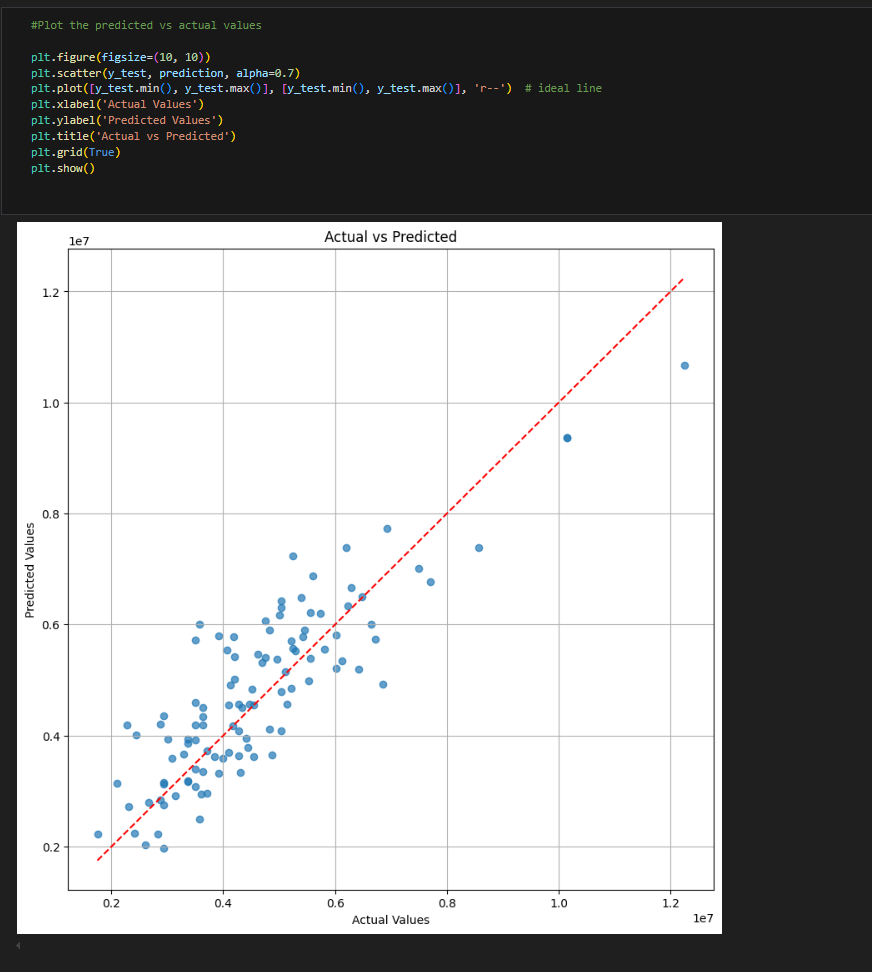 #Plot the predicted vs actual values
plt.figure(figsize=(10, 10))
plt.scatter(y_test, prediction, alpha=0.7)
plt.plot([y_test.min(), y_test.max()], [y_test.min(), y_test.max()], 'r--')  # ideal line
plt.xlabel('Actual Values')
plt.ylabel('Predicted Values')
plt.title('Actual vs Predicted')
plt.grid(True)
plt.show()
Actual vs Predicted
1e7
1.2
1.0
0.8
0.6
0.4
0.2
Predicted Values
0.2 0.4 0.6 0.8 1.0 1.2
1e7
Actual Values